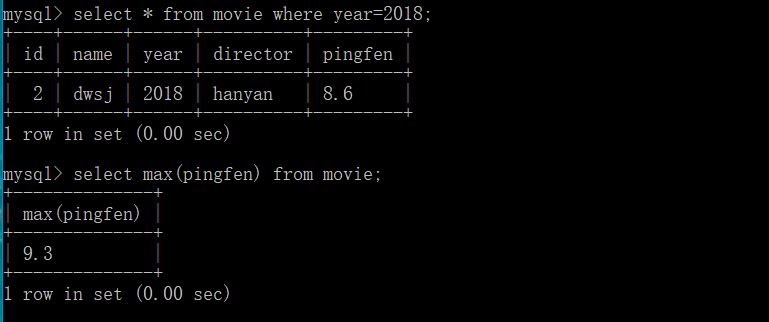 mysql> select * from movie where year=2018;
+----+------+------+----------+---------+
| id | name | year | director | pingfen |
+----+------+------+----------+---------+
|  2 | dwsj | 2018 | hanyan   | 8.6     |
+----+------+------+----------+---------+
1 row in set (0.00 sec)

mysql> select max(pingfen) from movie;
+--------------+
| max(pingfen) |
+--------------+
| 9.3          |
+--------------+
1 row in set (0.00 sec)